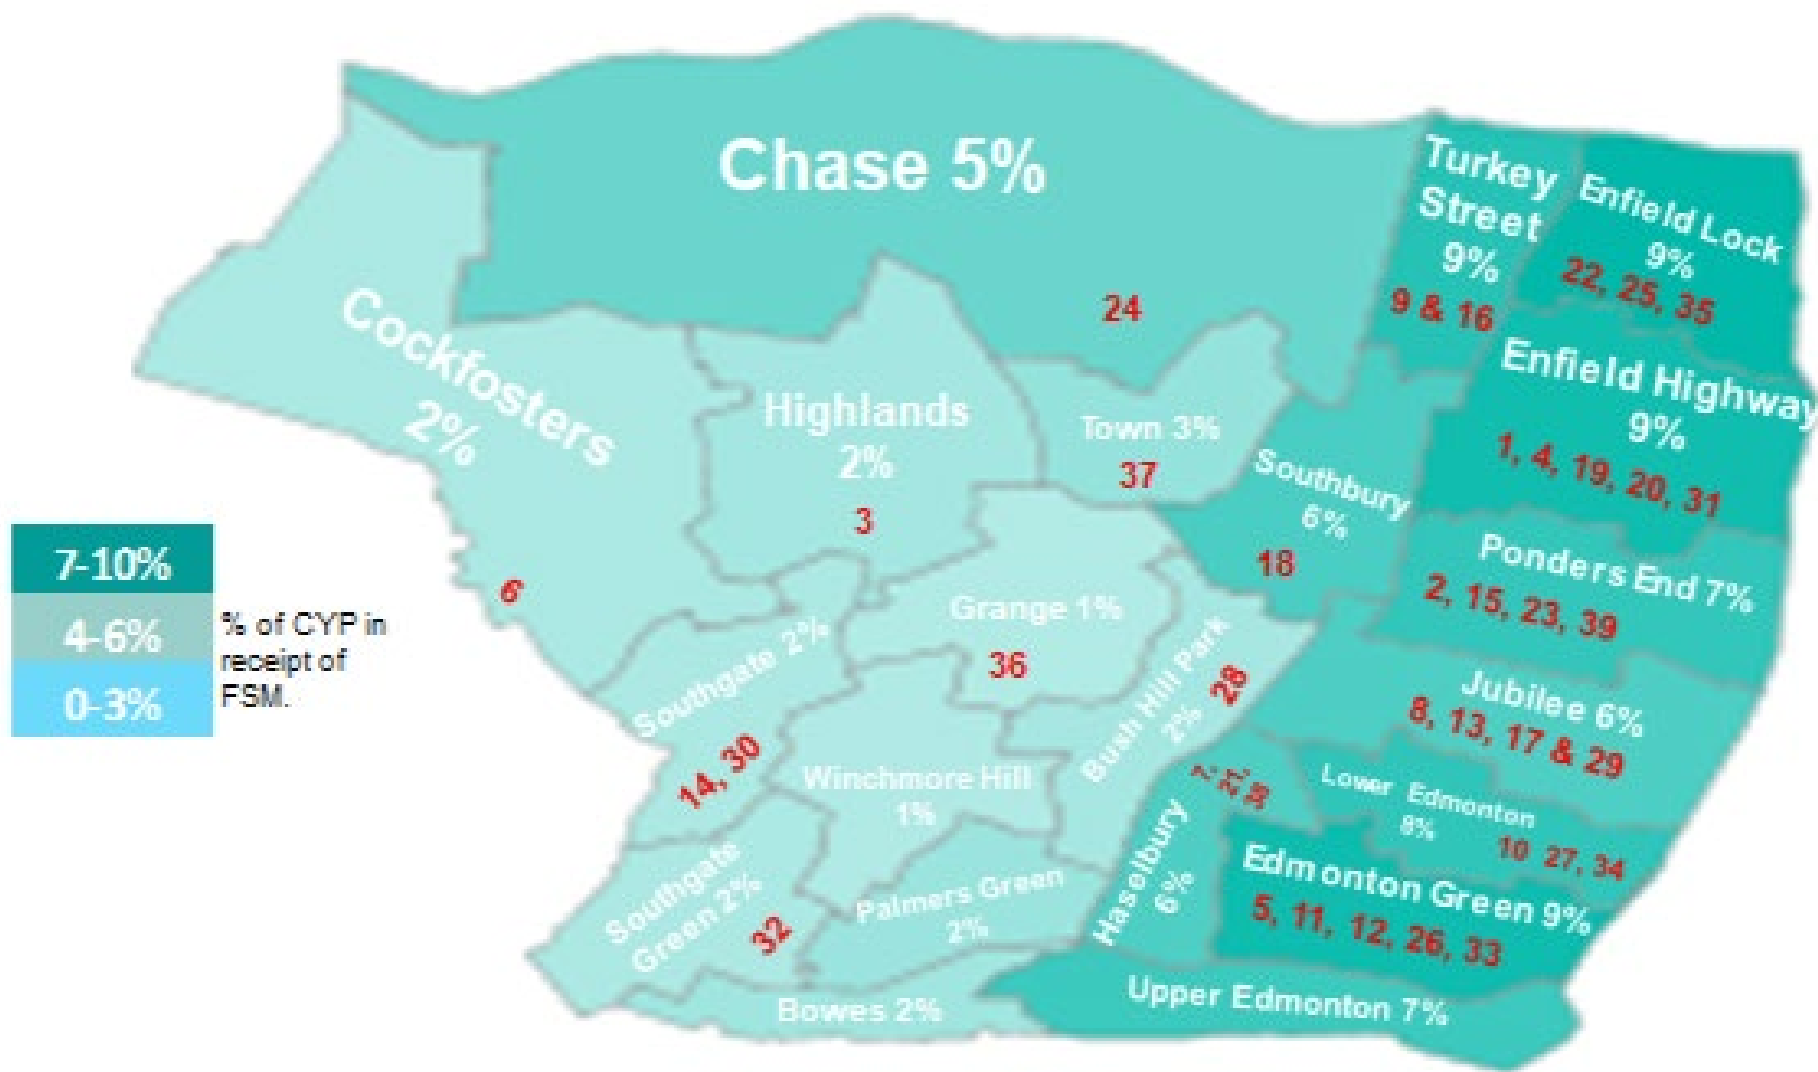 Chase 5%
24
Turkey
Street
9%
9 & 16
Enfield Lock
9%
22, 25, 35
Cockfosters
2%
6
Highlands
2%
3
Town 3%
37
Southbury
6%
18
Enfield Highway
9%
1, 4, 19, 20, 31
Ponders End 7%
2, 15, 23, 39
7-10%
4-6%
0-3%
% of CYP in
receipt of
FSM.
Grange 1%
36
Southgate 2%
14, 30
Bush Hill Park
2%
28
Jubilee 6%
8, 13, 17 & 29
Winchmore Hill
1%
7, 21,
Haselbury
6%
Lower Edmonton
8%
10 27, 34
Edmonton Green 9%
5, 11, 12, 26, 33
Southgate
Green 2%
32
Palmers Green
2%
Bowes 2%
Upper Edmonton 7%